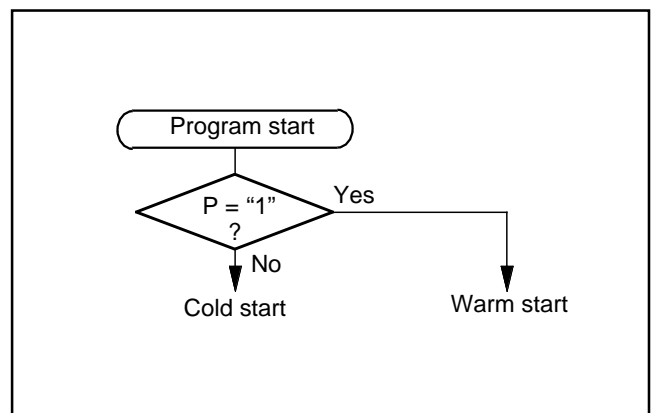 Program start
P = “1”
?
Yes
No
Cold start
Warm start